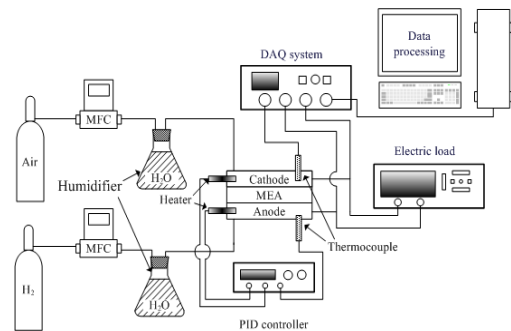 Data
processing
DAQ system
MFC
Air
H₂O
Humidifier
Heater
Cathode
MEA
Anode
Electric load
Thermocouple
MFC
H₂
H₂O
PID controller